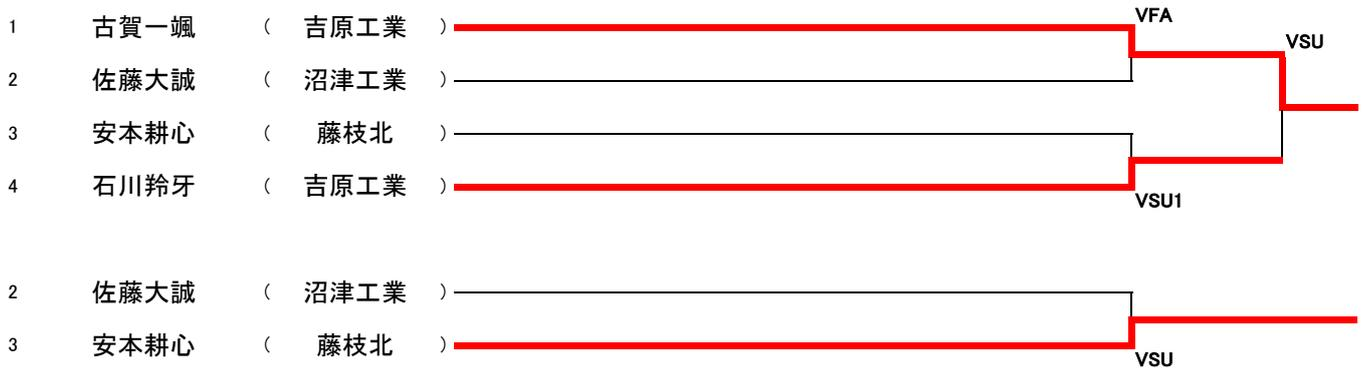 VFA
1 古賀一颯 ( 吉原工業 )
VSU
2 佐藤大誠 ( 沼津工業 )
3 安本耕心 ( 藤枝北 )
4 石川羚牙 ( 吉原工業 )
VSU1
2 佐藤大誠 ( 沼津工業 )
3 安本耕心 ( 藤枝北 )
VSU